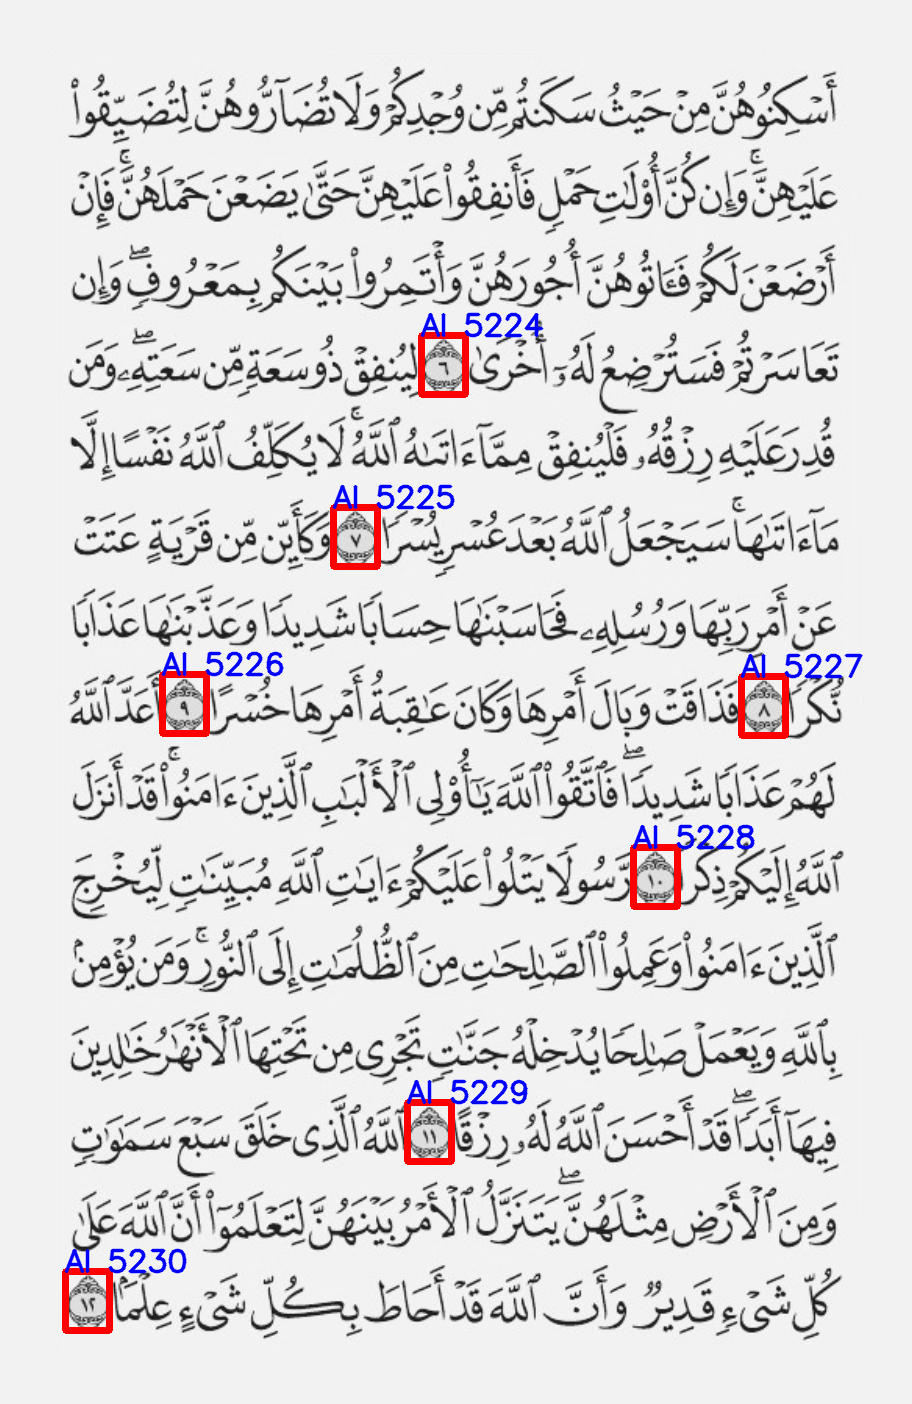 أَسۡكِنُوهُنَّ مِنۡ حَيۡثُ سَكَنتُم مِّن وُجۡدِكُمۡ وَلَا تُضَآرُّوهُنَّ لِتُضَيِّقُواْ
عَلَيۡهِنَّۚ وَإِن كُنَّ أُوْلَٰتِ حَمۡلٖ فَأَنفِقُواْ عَلَيۡهِنَّ حَتَّىٰ يَضَعۡنَ حَمۡلَهُنَّۚ فَإِنۡ
أَرۡضَعۡنَ لَكُمۡ فَـَٔاتُوهُنَّ أُجُورَهُنَّ وَأۡتَمِرُواْ بَيۡنَكُم بِمَعۡرُوفٖۖ وَإِن
AI 5224
تَعَاسَرۡتُمۡ فَسَتُرۡضِعُ لَهُۥٓ أُخۡرَىٰ ٦ لِيُنفِقۡ ذُو سَعَةٖ مِّن سَعَتِهِۦۖ وَمَن
قُدِرَ عَلَيۡهِ رِزۡقُهُۥ فَلۡيُنفِقۡ مِمَّآ ءَاتَىٰهُ ٱللَّهُۚ لَا يُكَلِّفُ ٱللَّهُ نَفۡسًا إِلَّا
AI 5225
مَآ ءَاتَىٰهَاۚ سَيَجۡعَلُ ٱللَّهُ بَعۡدَ عُسۡرٖ يُسۡرٗا ٧ وَكَأَيِّن مِّن قَرۡيَةٍ عَتَتۡ
عَنۡ أَمۡرِ رَبِّهَا وَرُسُلِهِۦ فَحَاسَبۡنَٰهَا حِسَابٗا شَدِيدٗا وَعَذَّبۡنَٰهَا عَذَابٗا
AI 5227 AI 5226
نُّكۡرٗا ٨ فَذَاقَتۡ وَبَالَ أَمۡرِهَا وَكَانَ عَٰقِبَةُ أَمۡرِهَا خُسۡرًا ٩ أَعَدَّ ٱللَّهُ
لَهُمۡ عَذَابٗا شَدِيدٗاۖ فَٱتَّقُواْ ٱللَّهَ يَٰٓأُوْلِي ٱلۡأَلۡبَٰبِ ٱلَّذِينَ ءَامَنُواْۚ قَدۡ أَنزَلَ
AI 5228
ٱللَّهُ إِلَيۡكُمۡ ذِكۡرٗا ١٠ رَّسُولٗا يَتۡلُواْ عَلَيۡكُمۡ ءَايَٰتِ ٱللَّهِ مُبَيِّنَٰتٖ لِّيُخۡرِجَ
ٱلَّذِينَ ءَامَنُواْ وَعَمِلُواْ ٱلصَّٰلِحَٰتِ مِنَ ٱلظُّلُمَٰتِ إِلَى ٱلنُّورِۚ وَمَن يُؤۡمِنۢ
بِٱللَّهِ وَيَعۡمَلۡ صَٰلِحٗا يُدۡخِلۡهُ جَنَّٰتٖ تَجۡرِي مِن تَحۡتِهَا ٱلۡأَنۡهَٰرُ خَٰلِدِينَ
AI 5229
فِيهَآ أَبَدٗاۖ قَدۡ أَحۡسَنَ ٱللَّهُ لَهُۥ رِزۡقًا ١١ ٱللَّهُ ٱلَّذِي خَلَقَ سَبۡعَ سَمَٰوَٰتٖ
وَمِنَ ٱلۡأَرۡضِ مِثۡلَهُنَّۖ يَتَنَزَّلُ ٱلۡأَمۡرُ بَيۡنَهُنَّ لِتَعۡلَمُوٓاْ أَنَّ ٱللَّهَ عَلَىٰ
AI 5230
كُلِّ شَيۡءٖ قَدِيرٞ وَأَنَّ ٱللَّهَ قَدۡ أَحَاطَ بِكُلِّ شَيۡءٍ عِلۡمَۢا ١٢